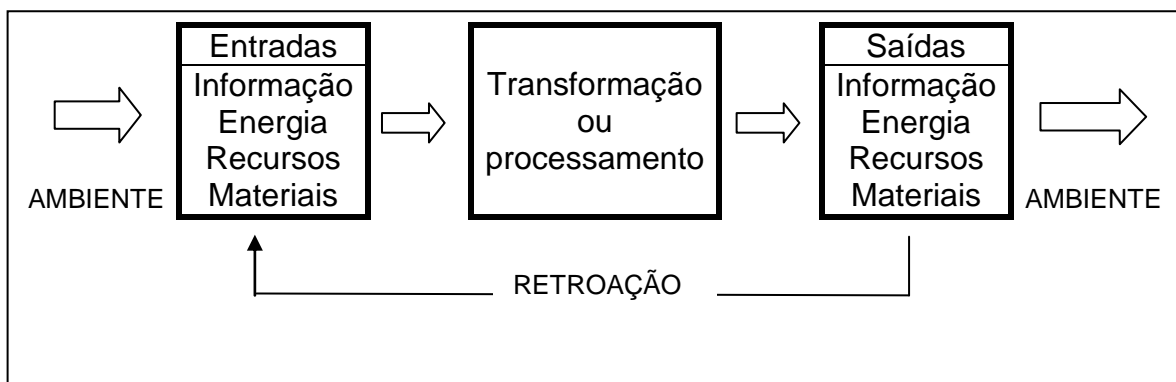 Entradas
Informação
Energia
Recursos
Materiais
Transformação
ou
processamento
Saídas
Informação
Energia
Recursos
Materiais
AMBIENTE
AMBIENTE
RETROAÇÃO